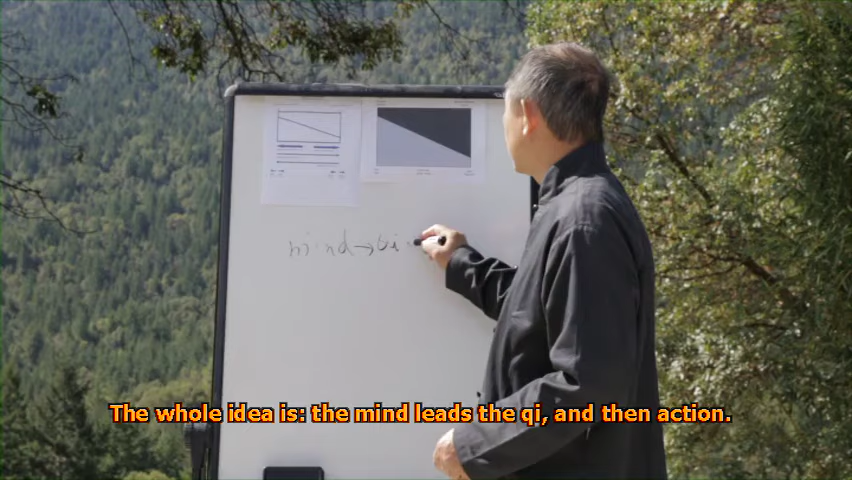 mind → Qi
The whole idea is: the mind leads the qi, and then action.